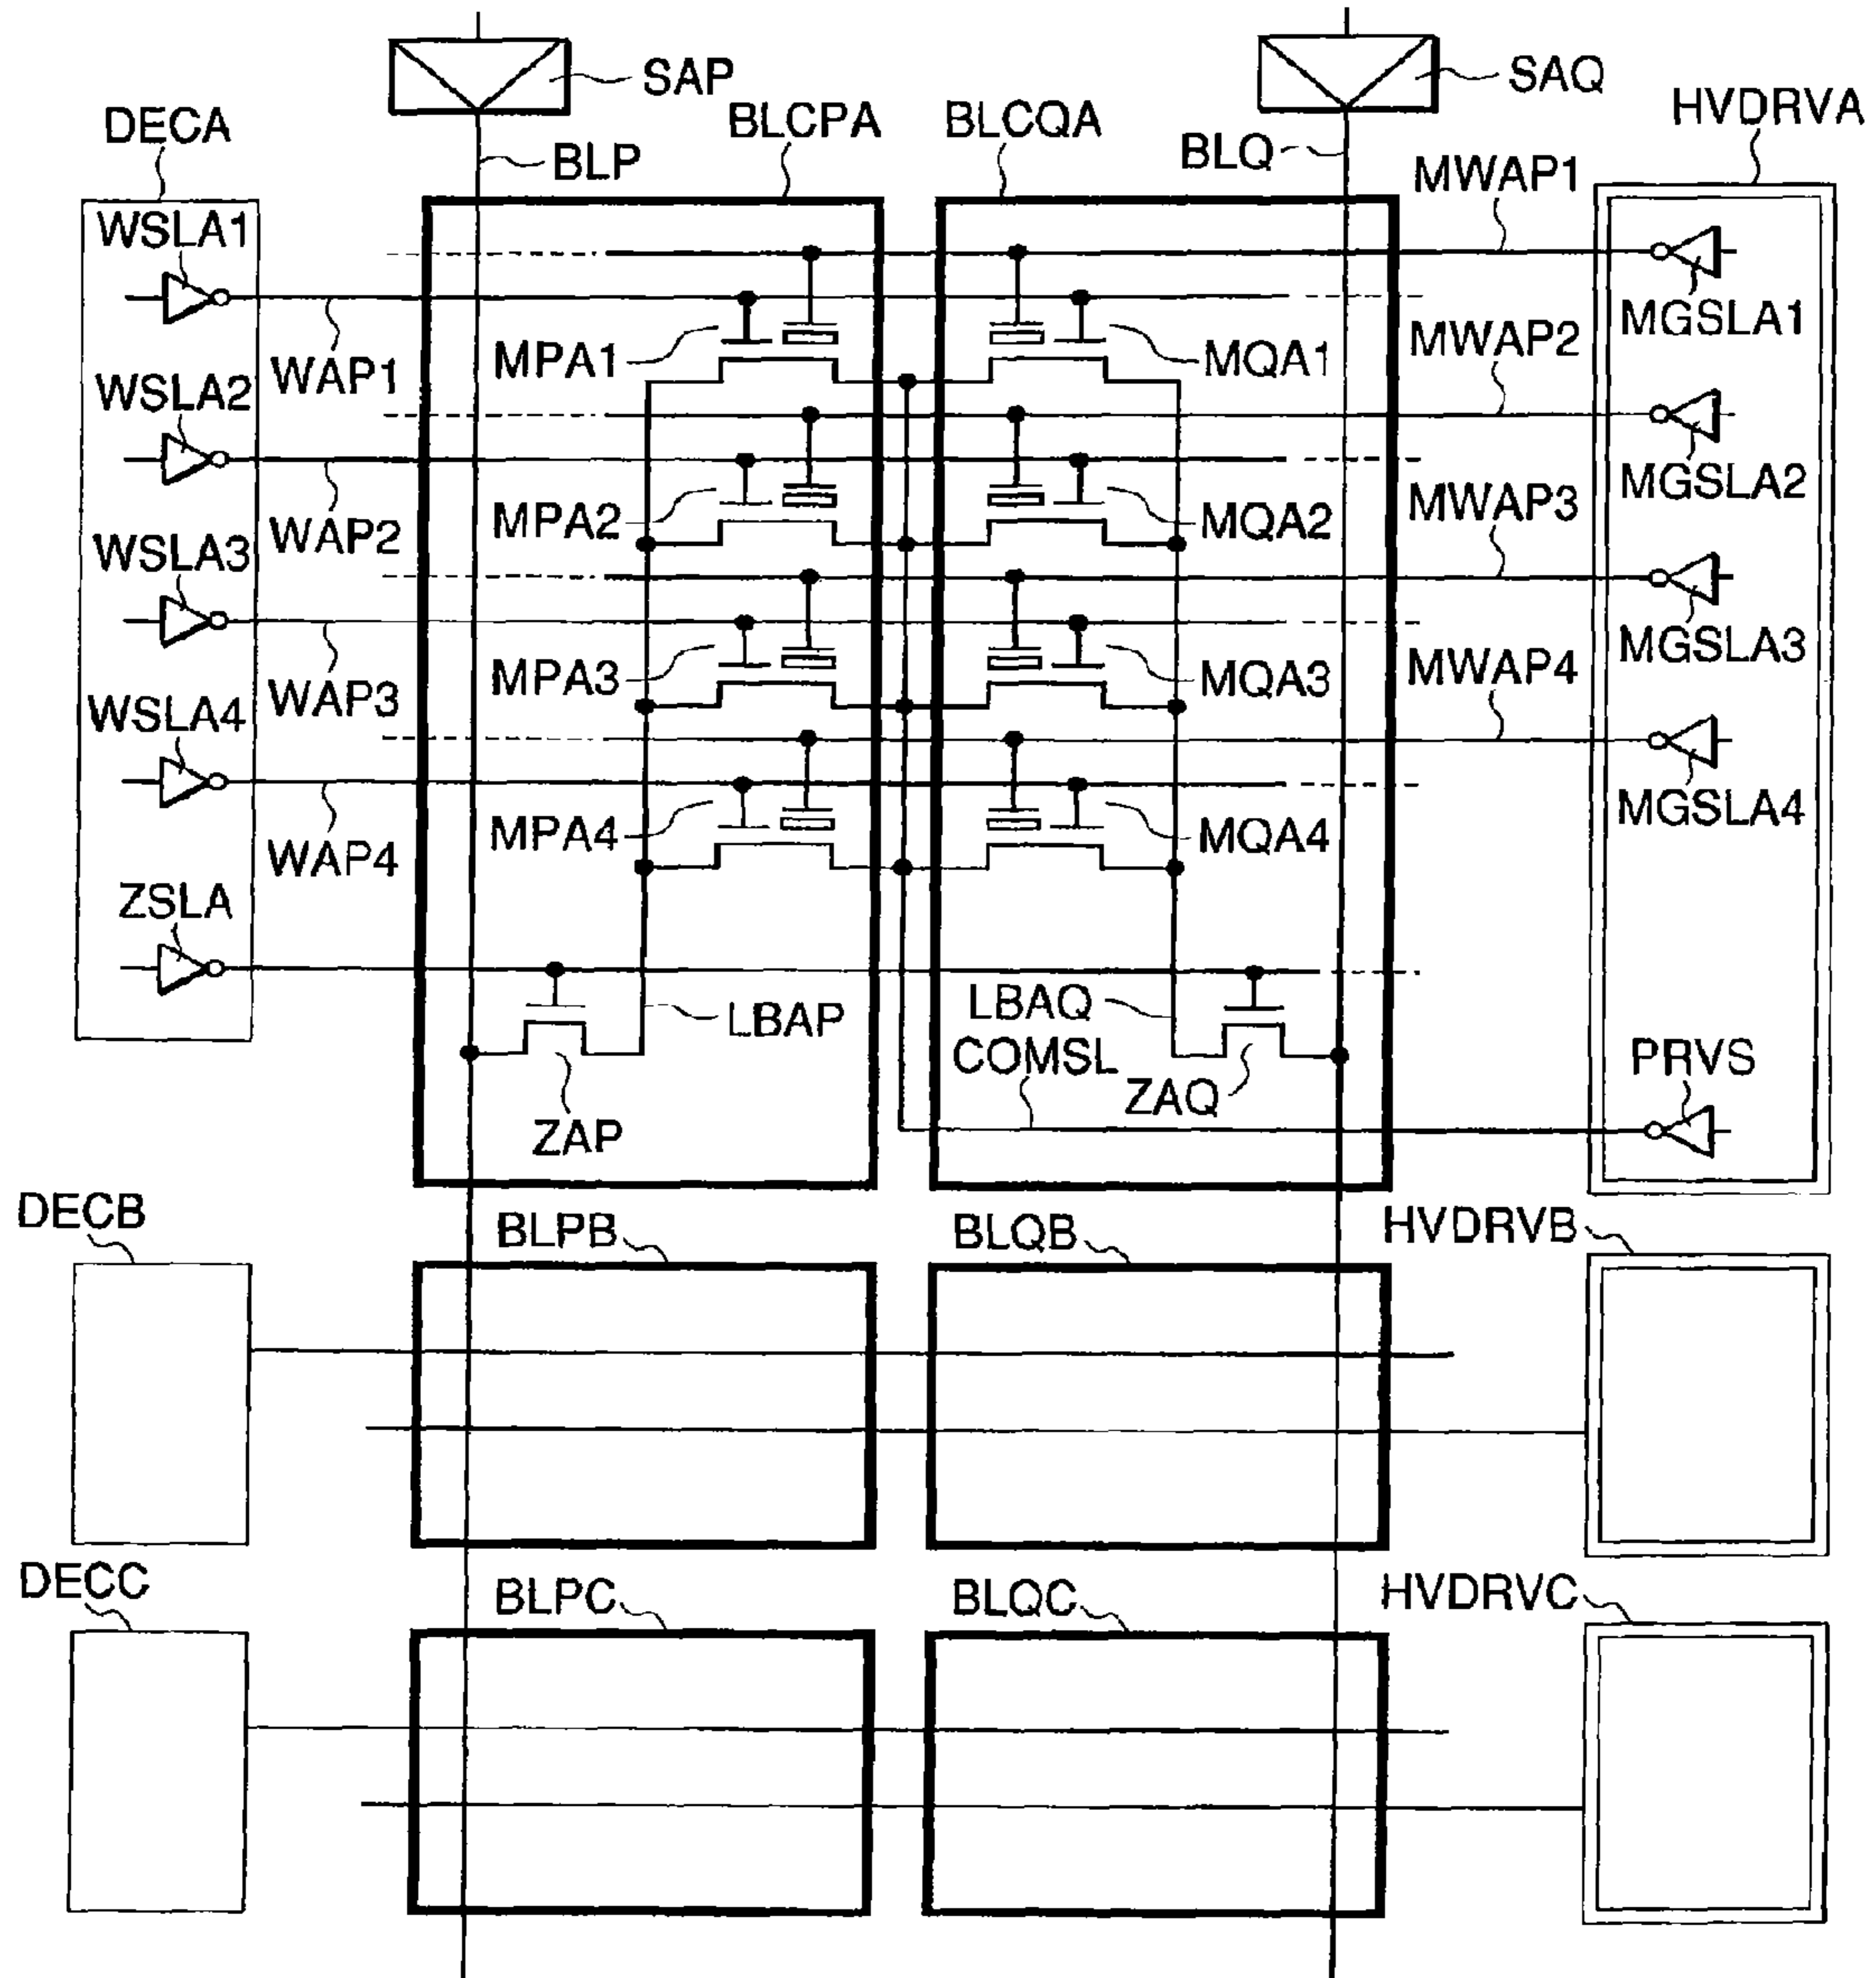 SAP
SAQ
DECA
BLCPA
BLCQA
HVDRVA
BLP
BLQ
MWAP1
WSLA1
MGSLA1
MPA1
MQA1
MWAP2
WAP1
WSLA2
MGSLA2
MPA2
MQA2
MWAP3
WAP2
WSLA3
MGSLA3
MPA3
MQA3
MWAP4
WAP3
WSLA4
MGSLA4
MPA4
MQA4
WAP4
ZSLA
LBAP
LBAQ
COMSL
PRVS
ZAQ
ZAP
DECB
BLPB
BLQB
HVDRVB
DECC
BLPC
BLQC
HVDRVC